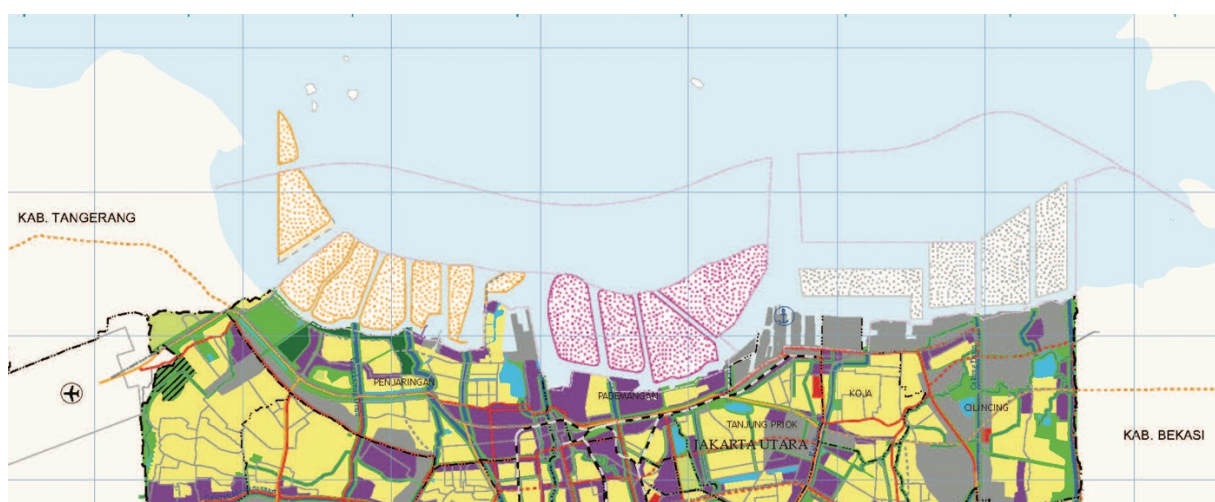 KAB. TANGERANG
PENJARINGAN
PADEMANGAN
KOJA
CILINCING
TANJUNG PRIOK
JAKARTA UTARA
KAB. BEKASI